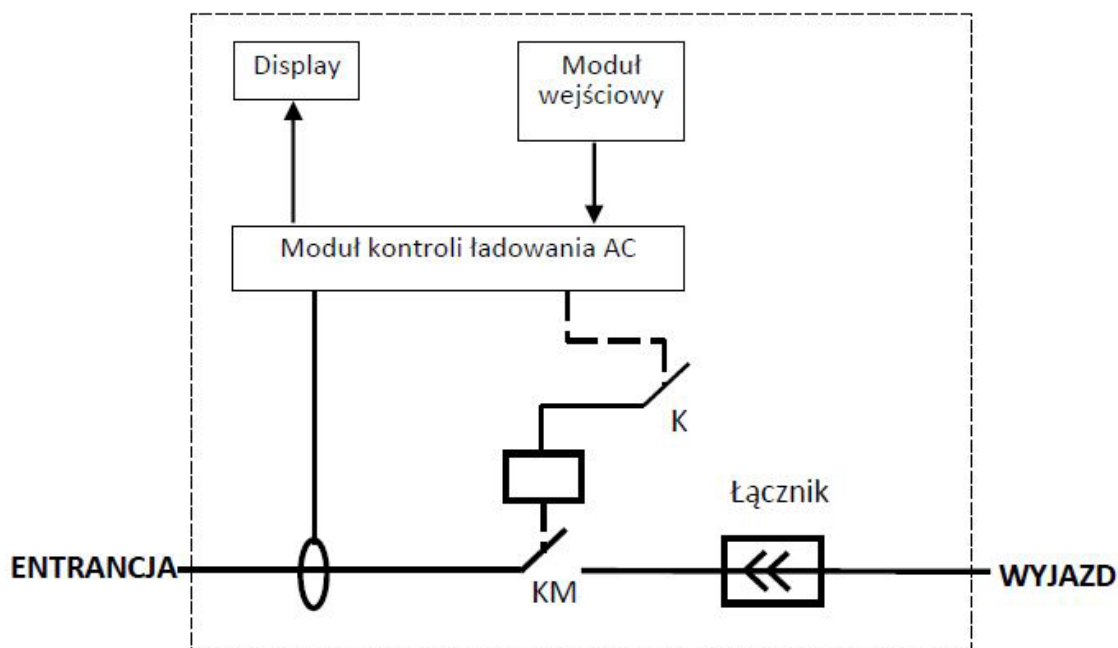 Display
Moduł
wejściowy
Moduł kontroli ładowania AC
K
Łącznik
ENTRANCJA
KM
WYJAZD